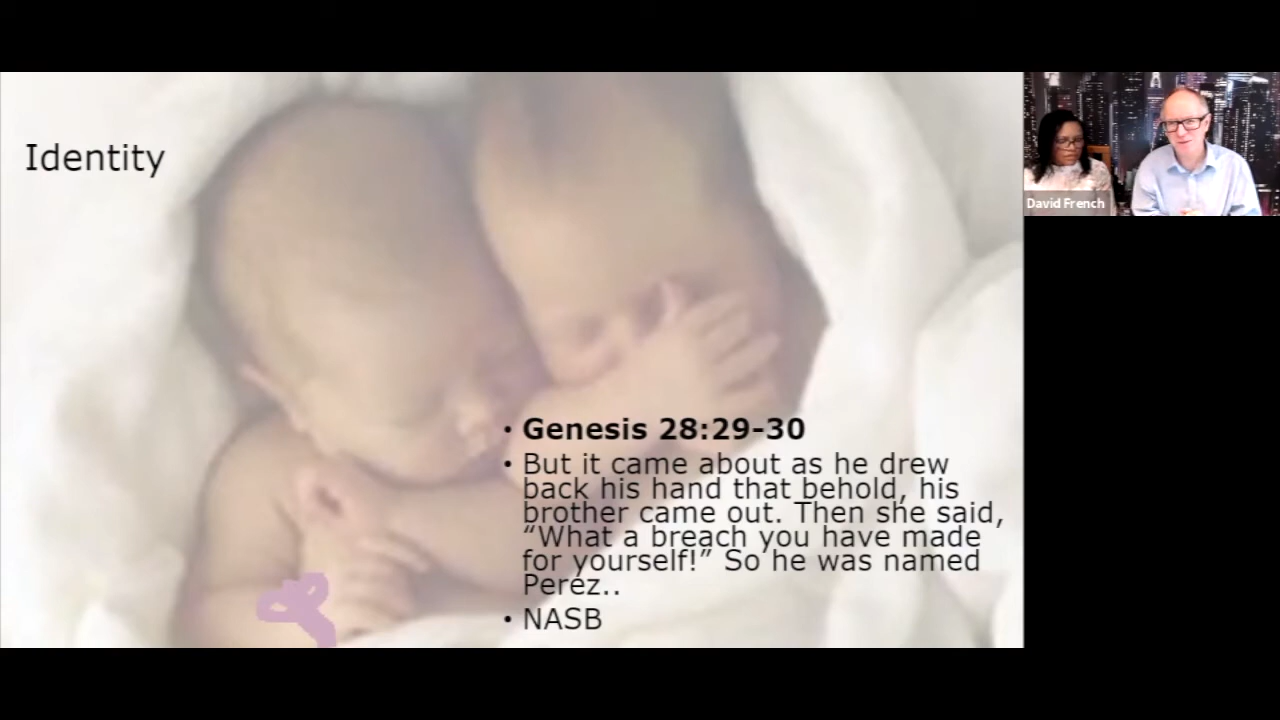 Identity
• Genesis 28:29-30
• But it came about as he drew
back his hand that behold, his
brother came out. Then she said,
“What a breach you have made
for yourself!” So he was named
Perez..
• NASB
David French